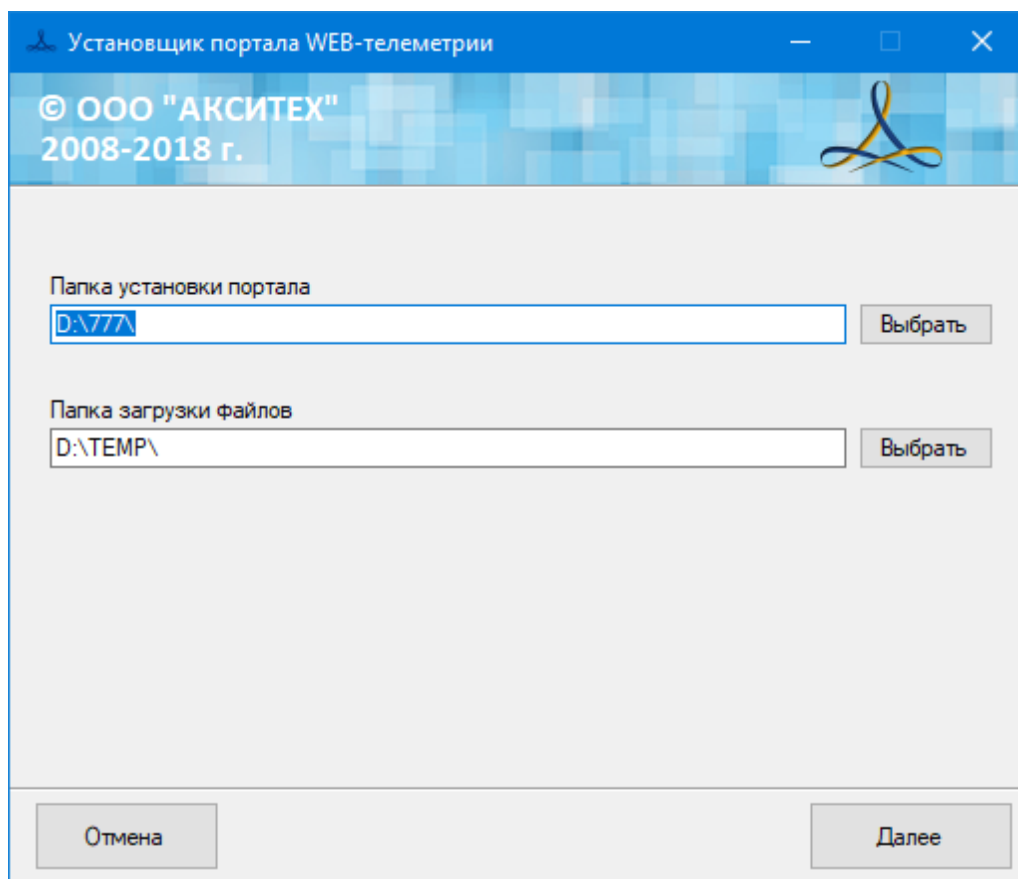 Установщик портала WEB-телеметрии
© ООО "АКСИТЕХ"
2008-2018 г.
Папка установки портала
D:\777\
Выбрать
Папка загрузки файлов
D:\TEMP\
Выбрать
Отмена
Далее